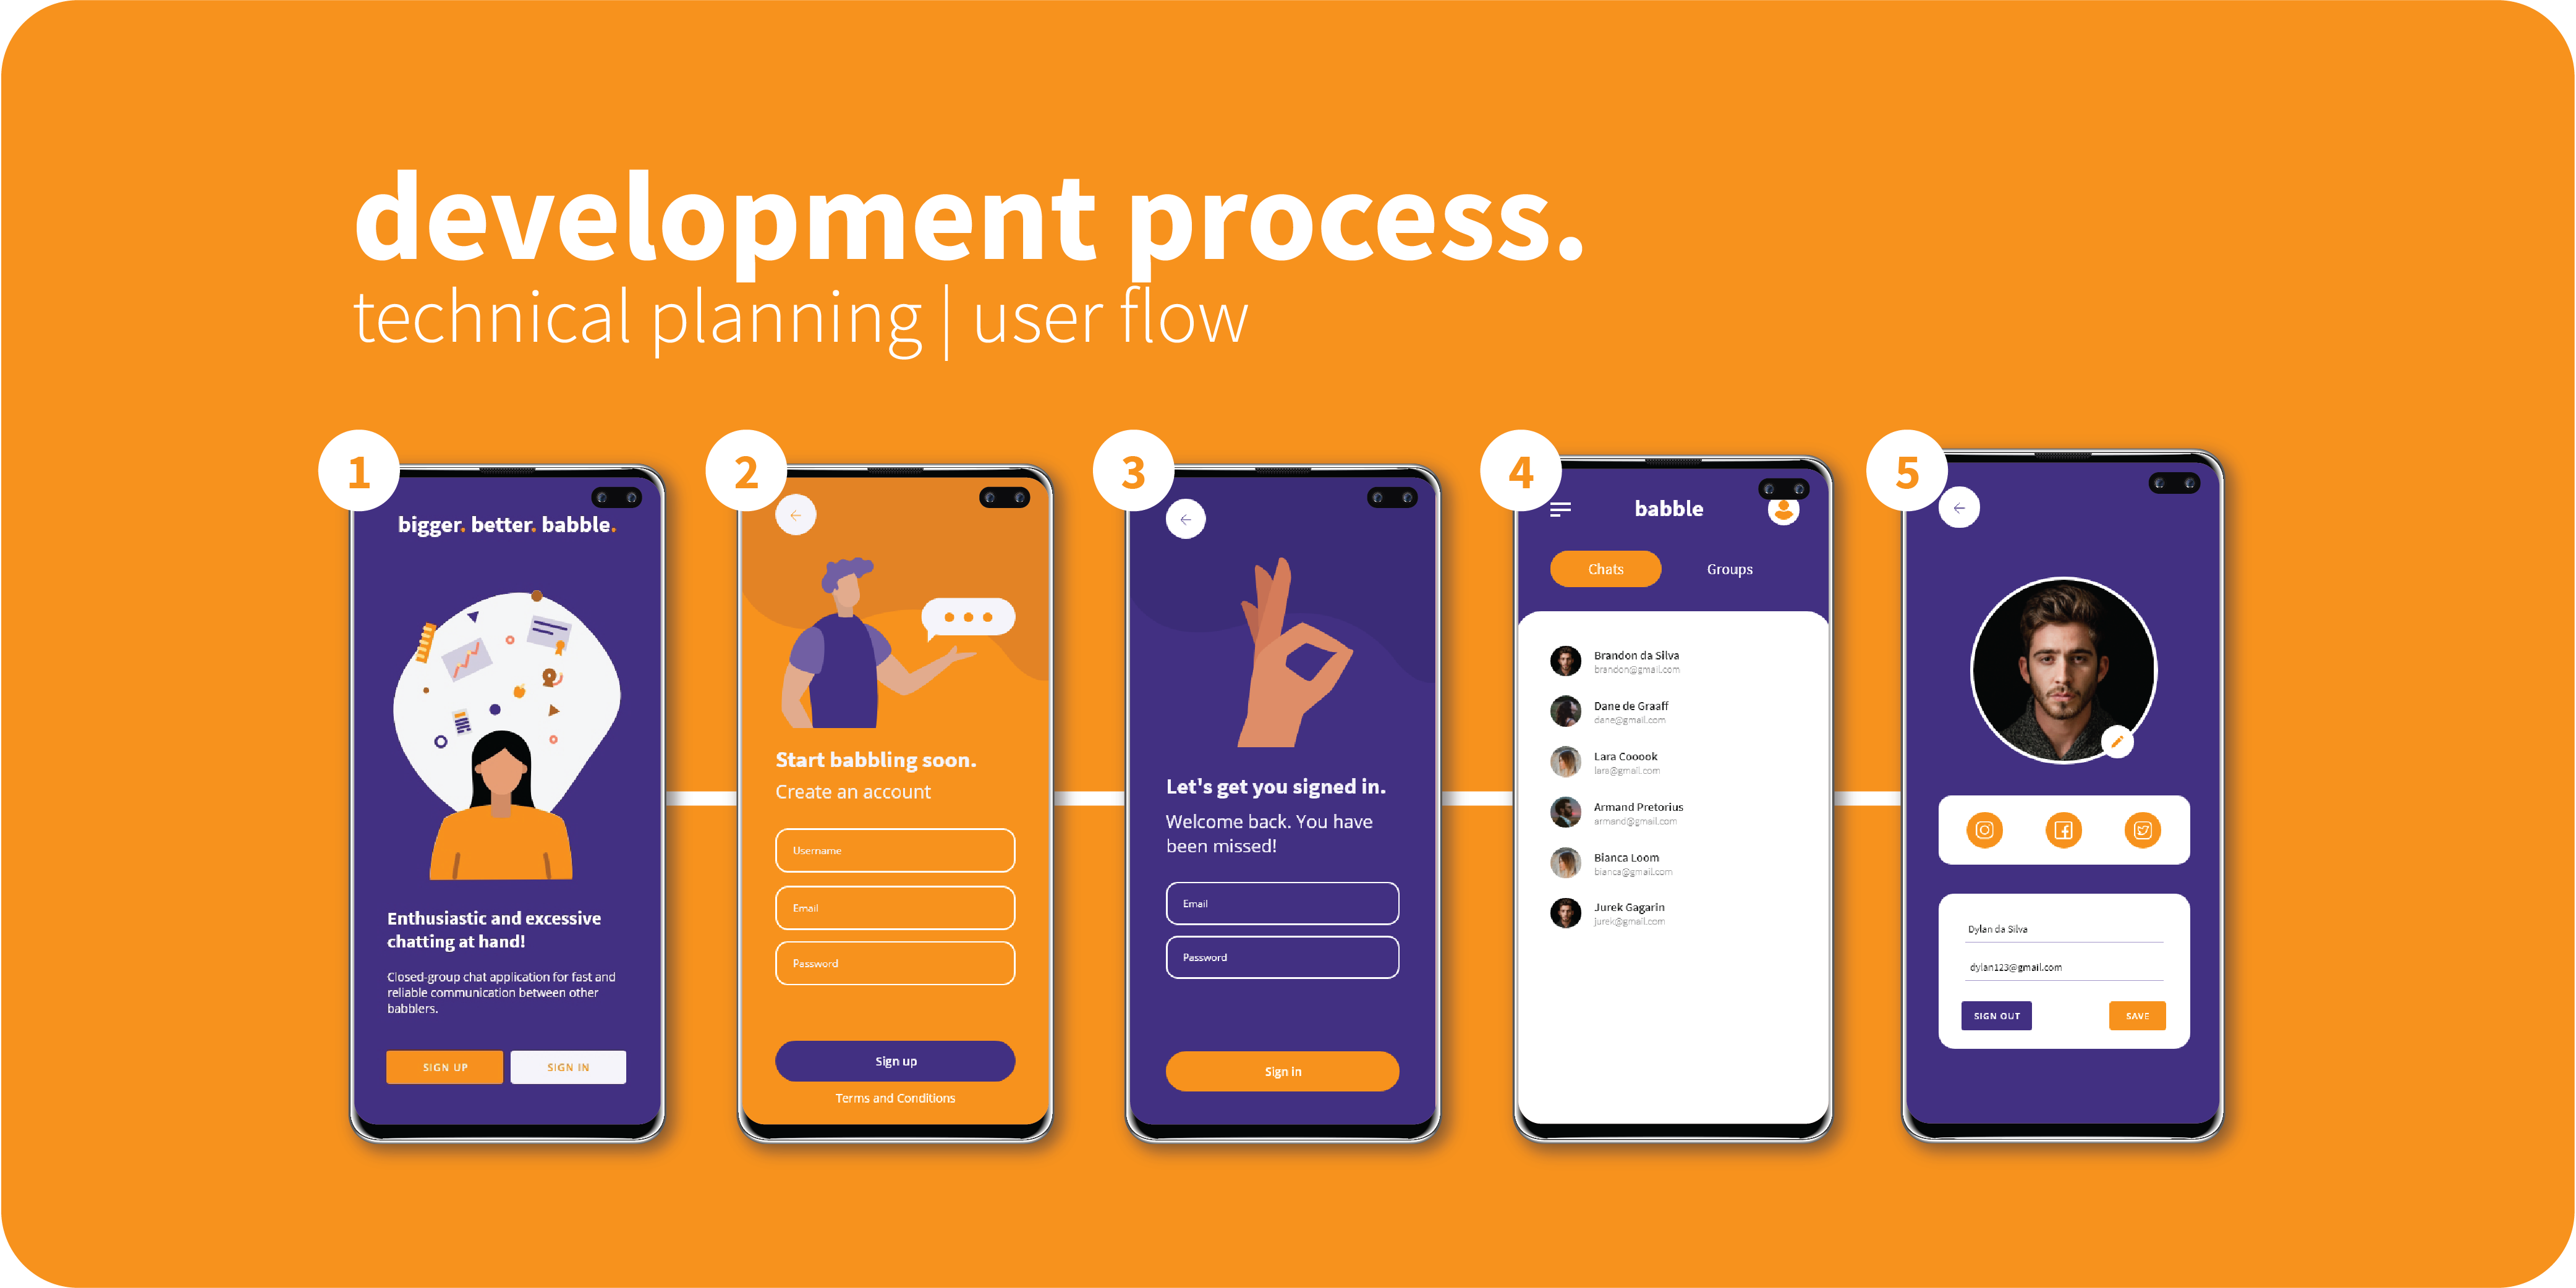 development process.
technical planning | user flow
1
bigger. better. babble.
Enthusiastic and excessive
chatting at hand!
Closed-group chat application for fast and
reliable communication between other
babblers.
SIGN UP
SIGN IN
2
Start babbling soon.
Create an account
Username
Email
Password
Sign up
Terms and Conditions
3
Let's get you signed in.
Welcome back. You have
been missed!
Email
Password
Sign in
4
babble
Chats
Groups
Brandon da Silva
brandon@gmail.com
Dane de Graaff
dane@gmail.com
Lara Cooook
lara@gmail.com
Armand Pretorius
armand@gmail.com
Bianca Loom
bianca@gmail.com
Jurek Gagarin
jurek@gmail.com
5
Dylan da Silva
dylan123@gmail.com
SIGN OUT
SAVE